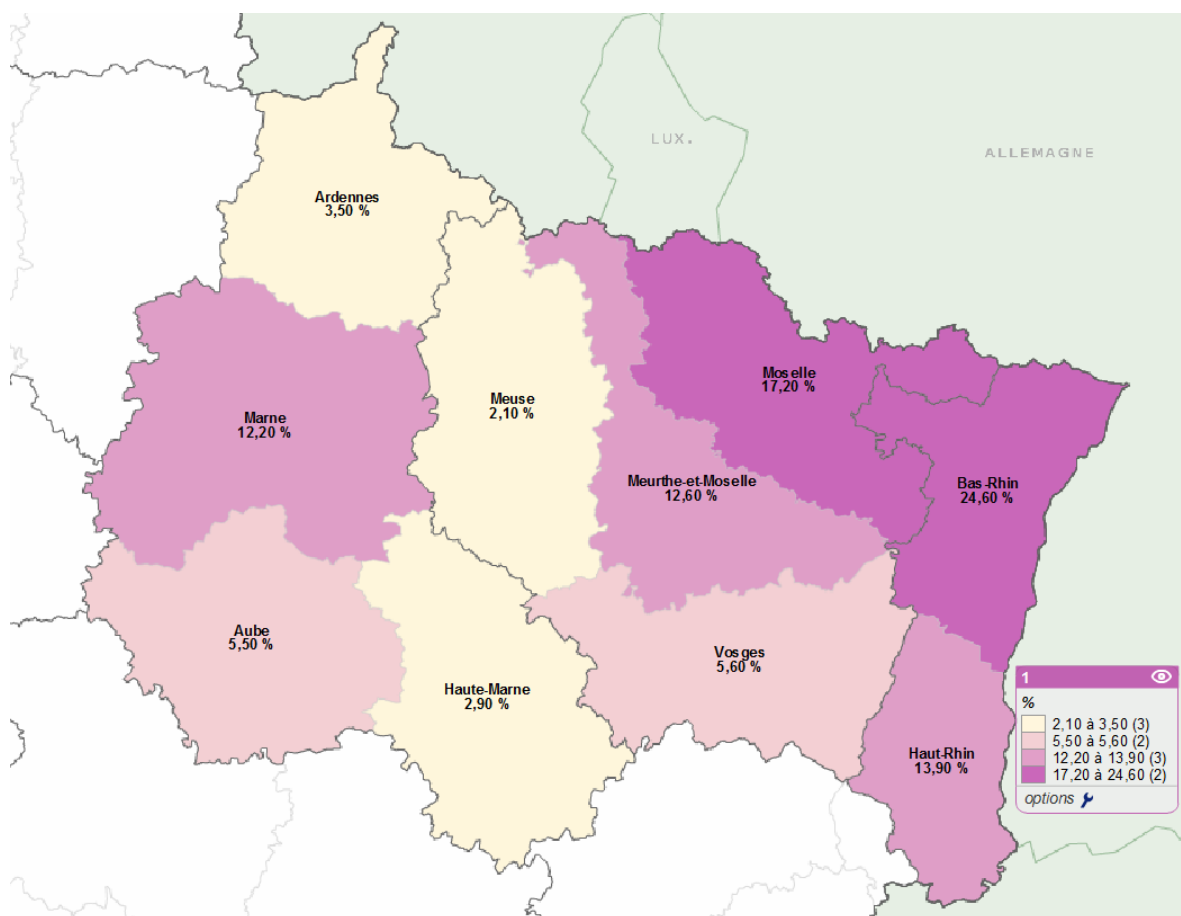 LUX.
ALLEMAGNE
Ardennes
3,50 %
Moselle
17,20 %
Meuse
2,10 %
Marne
12,20 %
Meurthe-et-Moselle
12,60 %
Bas-Rhin
24,60 %
Aube
5,50 %
Vosges
5,60 %
Haute-Marne
2,90 %
Haut-Rhin
13,90 %
1
%
2,10 à 3,50 (3)
5,50 à 5,60 (2)
12,20 à 13,90 (3)
17,20 à 24,60 (2)
options